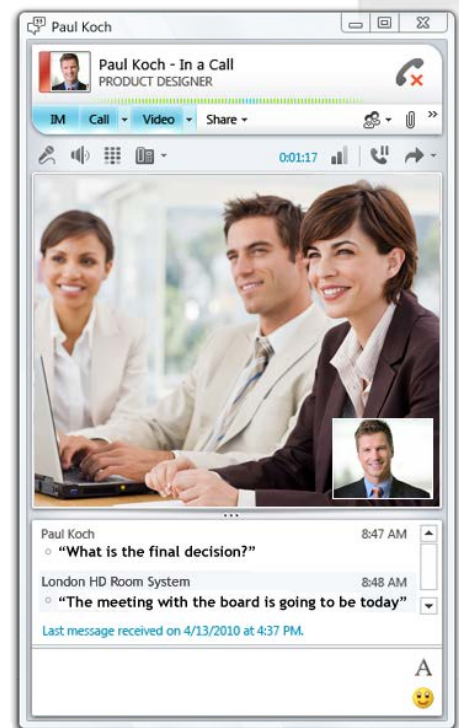 Paul Koch
Paul Koch - In a Call
PRODUCT DESIGNER
IM Call Video Share
0:01:17
Paul Koch 8:47 AM
“What is the final decision?”
London HD Room System 8:48 AM
“The meeting with the board is going to be today”
Last message received on 4/13/2010 at 4:37 PM.
A